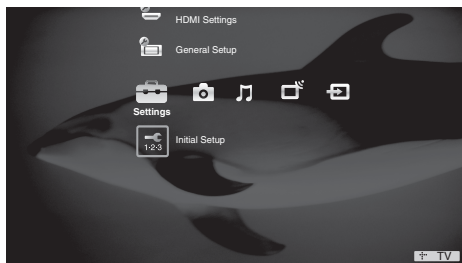 HDMI Settings
General Setup
Settings
1·2·3
Initial Setup
TV